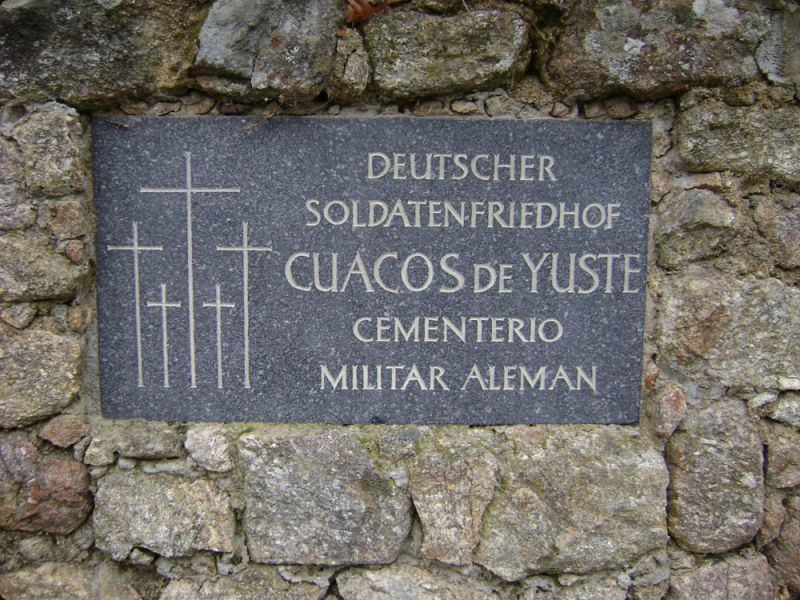 DEUTSCHER
SOLDATENFRIEDHOF
CUACOS DE YUSTE
CEMENTERIO
MILITAR ALEMAN